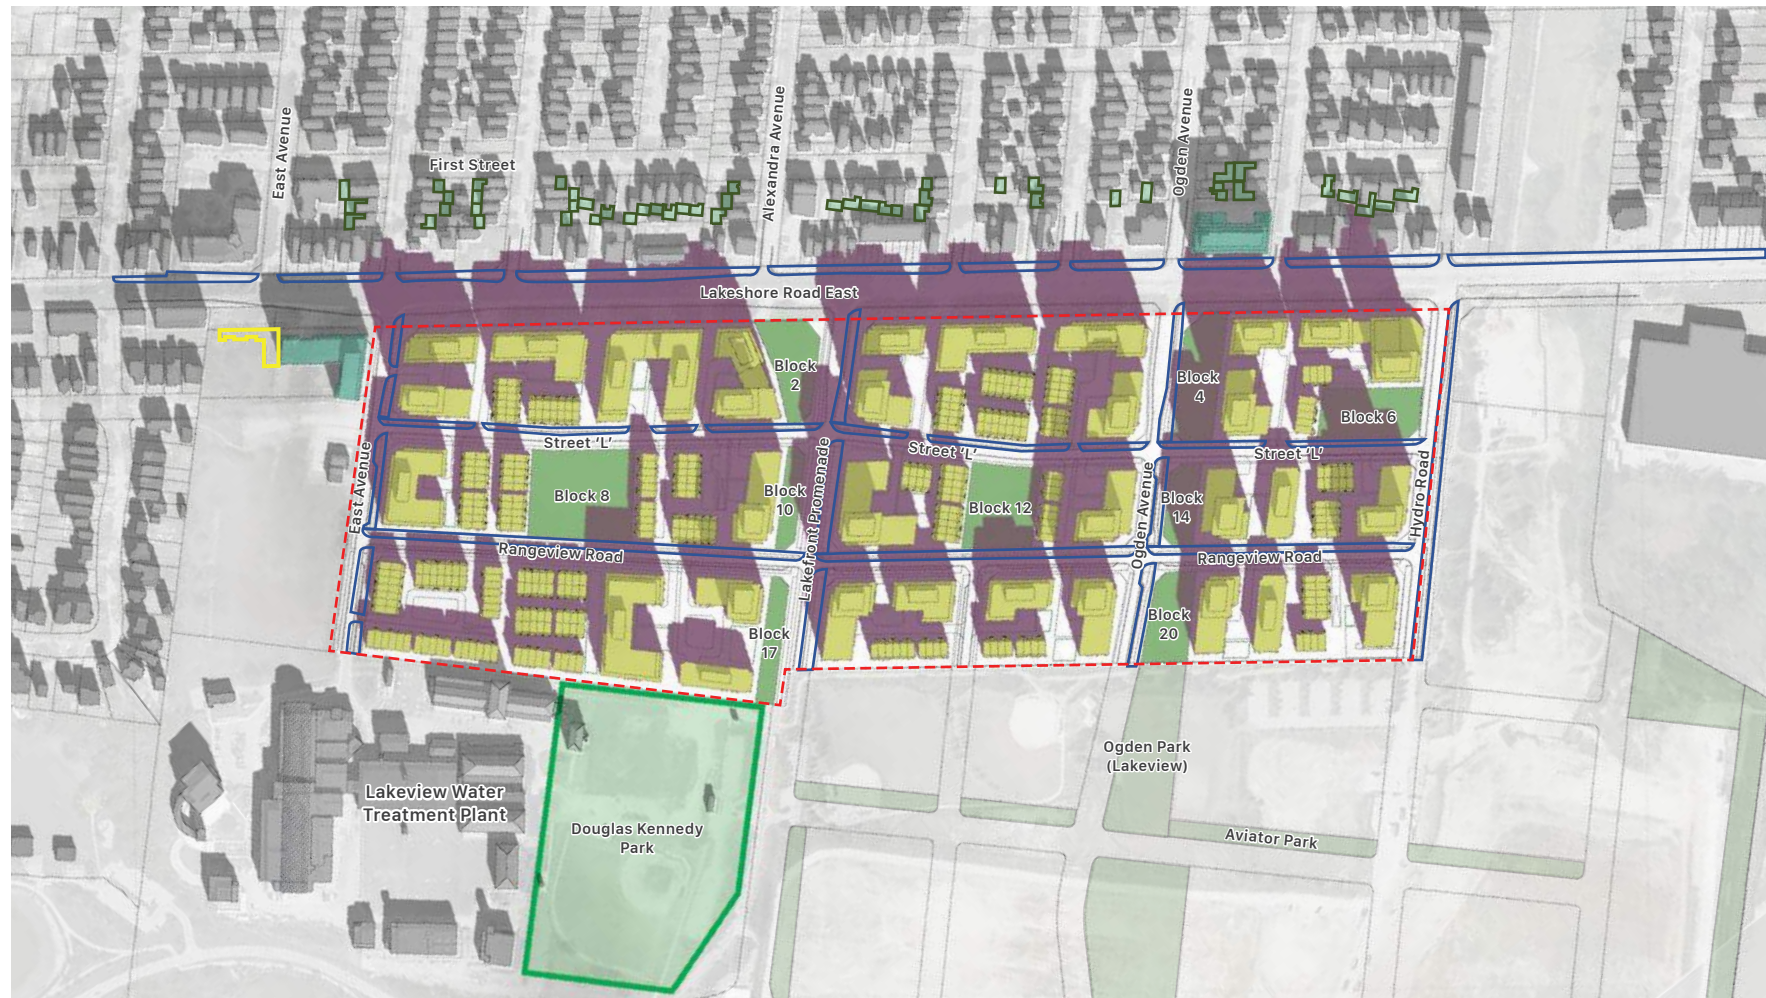 East Avenue
First Street
Alexandra Avenue
Ogden Avenue
Lakeshore Road East
Block
2
Block
4
Block 6
Street ‘L’
Street ‘L’
Street ‘L’
East Avenue
Block 8
Block
10
Lakefront Promenade
Block 12
Ogden Avenue
Block
14
Hydro Road
Rangeview Road
Rangeview Road
Block
17
Block
20
Lakeview Water
Treatment Plant
Douglas Kennedy
Park
Ogden Park
(Lakeview)
Aviator Park